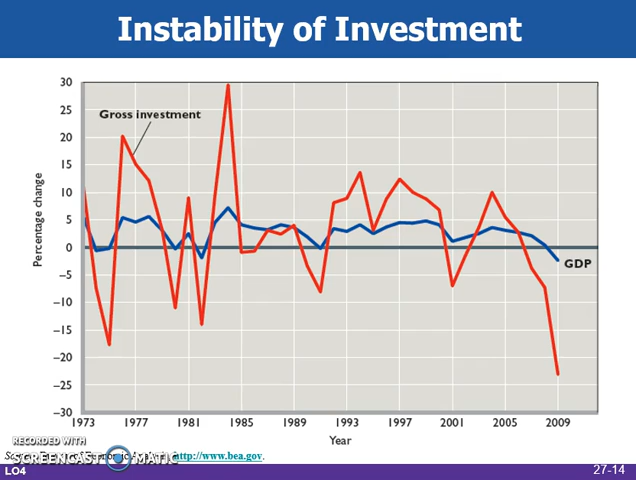 Instability of Investment
30
25
20
15
10
5
0
−5
−10
−15
−20
−25
−30
Percentage change
Gross investment
GDP
1973 1977 1981 1985 1989 1993 1997 2001 2005 2009
Year
RECORDED WITH
SCREENCAST MATIC
http://www.bea.gov.
LO4
27-14